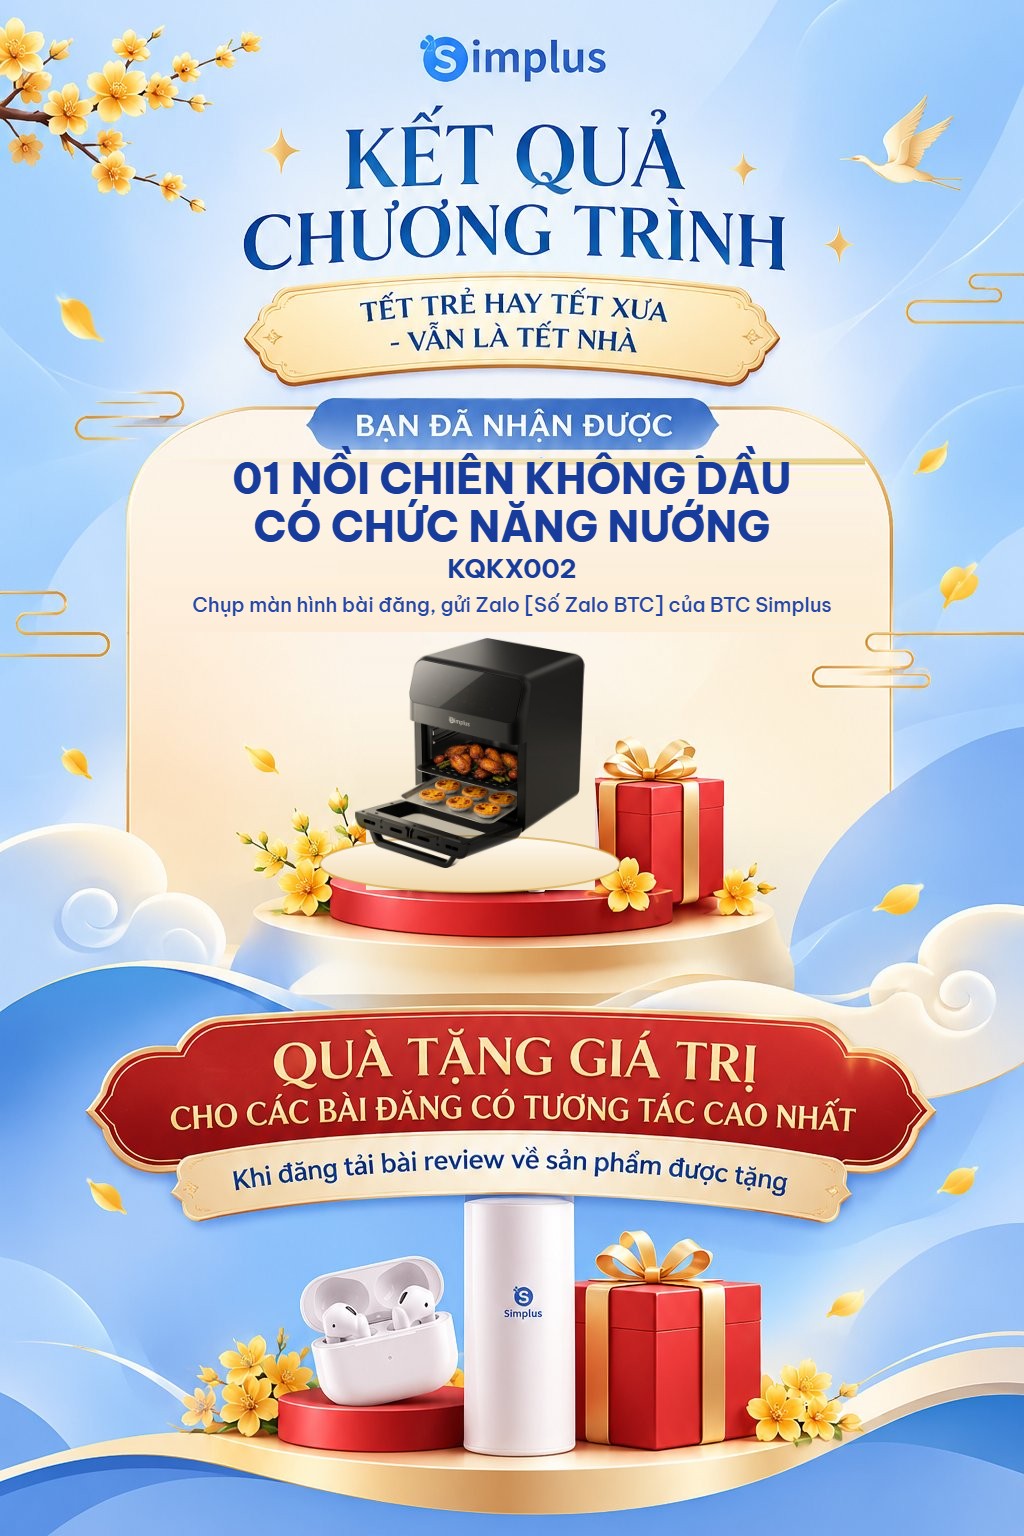 Simplus
KẾT QUẢ
CHƯƠNG TRÌNH
TẾT TRẺ HAY TẾT XƯA
- VẪN LÀ TẾT NHÀ
BẠN ĐÃ NHẬN ĐƯỢC
01 NỒI CHIÊN KHÔNG DẦU
CÓ CHỨC NĂNG NƯỚNG
KQKX002
Chụp màn hình bài đăng, gửi Zalo [Số Zalo BTC] của BTC Simplus
Simplus
QUÀ TẶNG GIÁ TRỊ
CHO CÁC BÀI ĐĂNG CÓ TƯƠNG TÁC CAO NHẤT
Khi đăng tải bài review về sản phẩm được tặng
Simplus